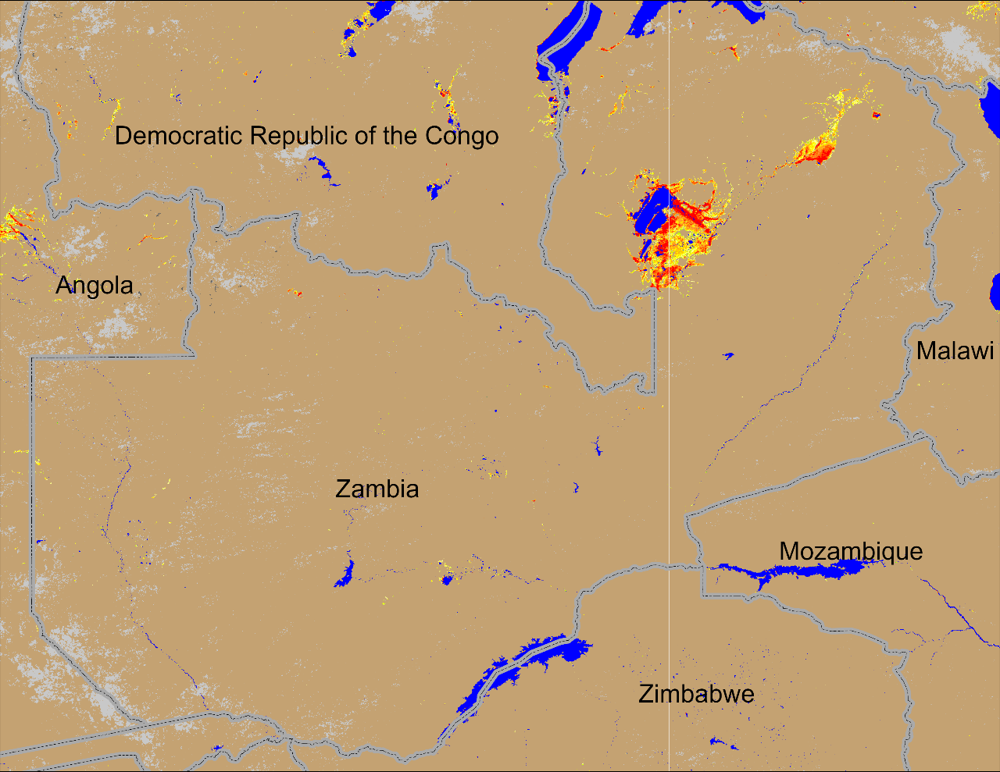 Democratic Republic of the Congo
Angola
Malawi
Zambia
Mozambique
Zimbabwe